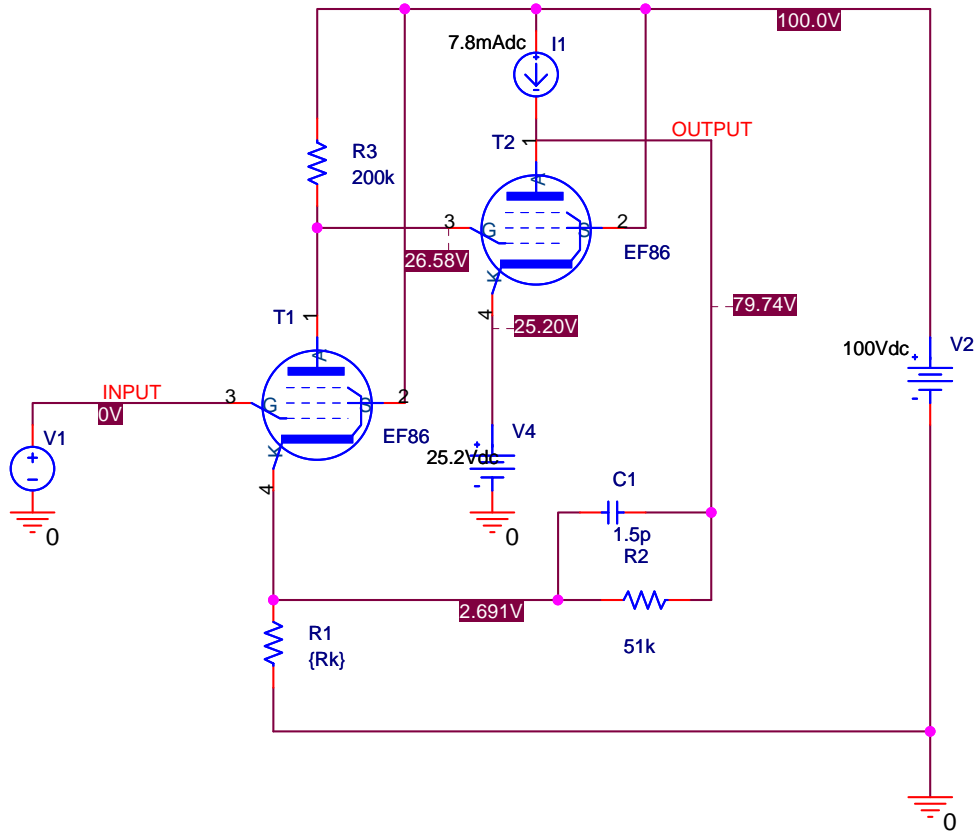 100.0V
7.8mAdc
I1
OUTPUT
T2
1
A
R3
200k
3
G
S
2
EF86
26.58V
K
4
25.20V
79.74V
T1
1
A
100Vdc
V2
INPUT
0V
3
G
S
2
EF86
V1
K
4
V4
25.2Vdc
C1
1.5p
0
0
R2
2.691V
51k
R1
{Rk}
0